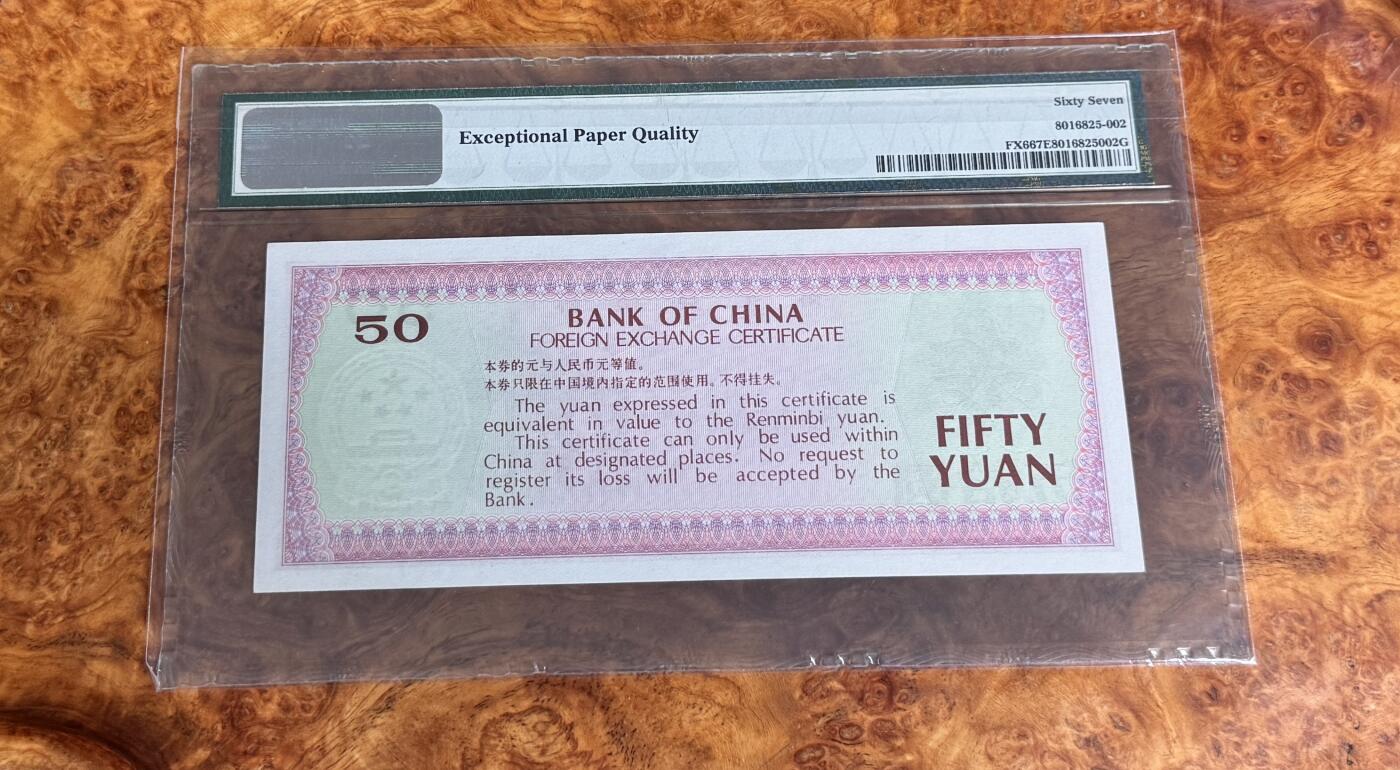 Exceptional Paper Quality
Sixty Seven
8016825-002
FX667E8016825002G
50
BANK OF CHINA
FOREIGN EXCHANGE CERTIFICATE
本券的元与人民币元等值。
本券只限在中国境内指定的范围使用。不得挂失。
The yuan expressed in this certificate is
equivalent in value to the Renminbi yuan.
This certificate can only be used within
China at designated places. No request to
register its loss will be accepted by the
Bank.
FIFTY
YUAN